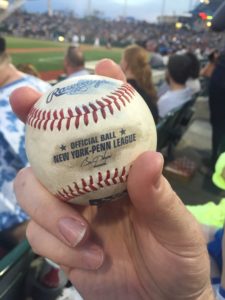 Rawlings
OFFICIAL BALL
NEW YORK-PENN LEAGUE